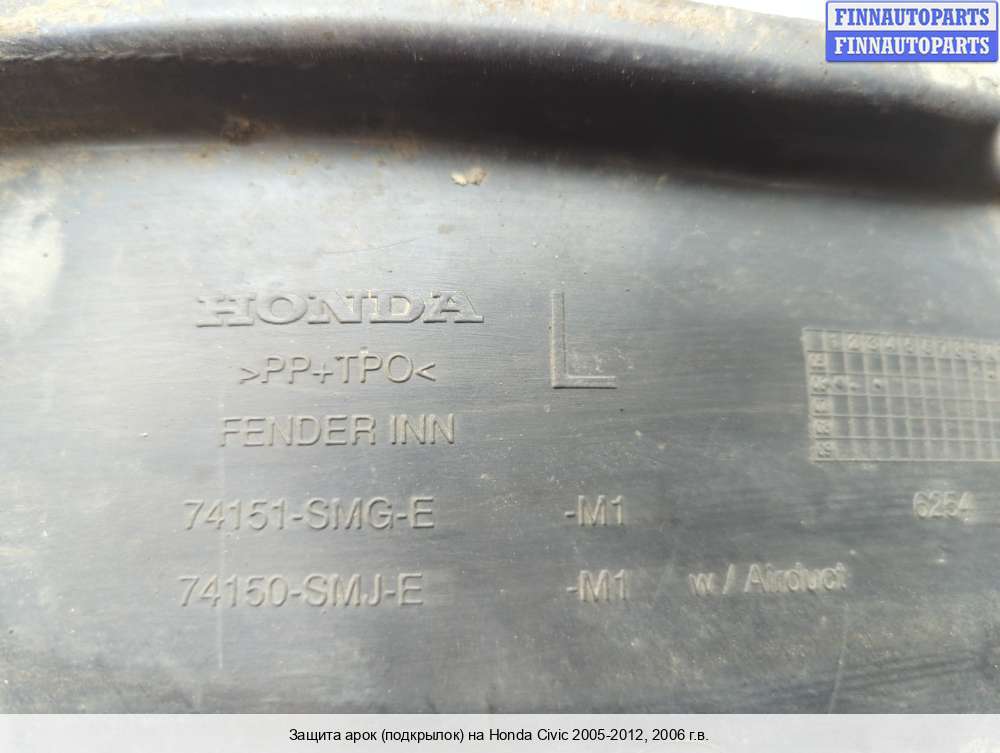 FINNAUTOPARTS
FINNAUTOPARTS
HONDA
L
>PP+TPO<
FENDER INN
74151-SMG-E -M1
6254
74150-SMJ-E -M1 w / Airduct
Защита арок (подкрылок) на Honda Civic 2005-2012, 2006 г.в.